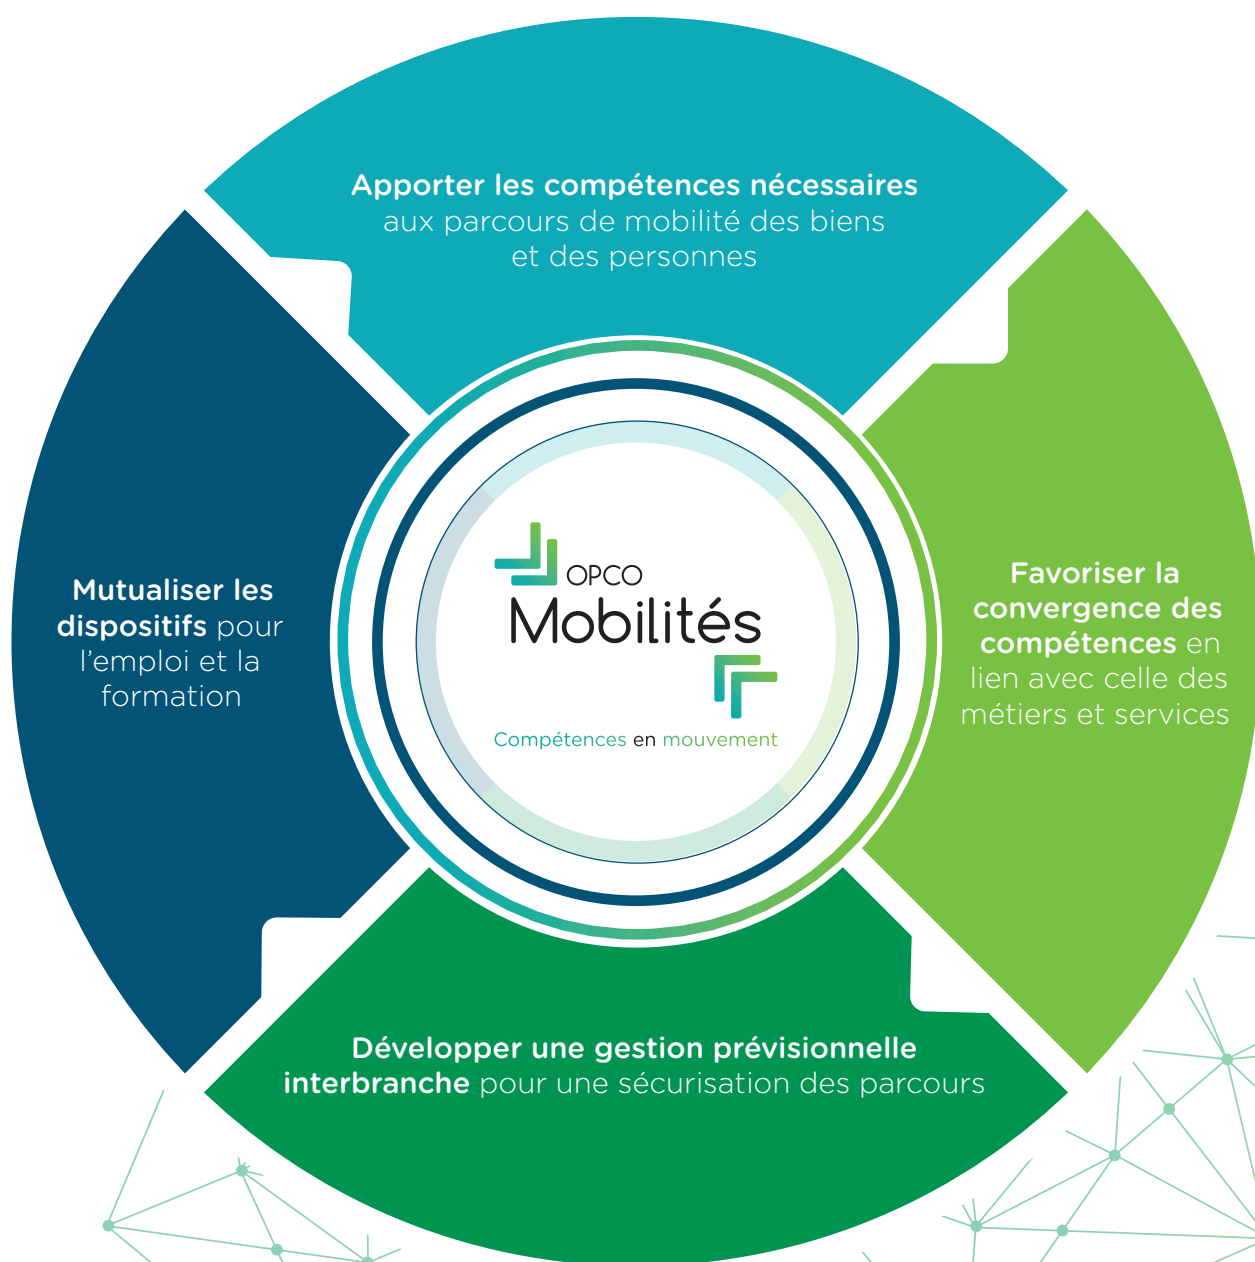 Apporter les compétences nécessaires
aux parcours de mobilité des biens
et des personnes
Mutualiser les
dispositifs pour
l'emploi et la
formation
OPCO
Mobilités
Compétences en mouvement
Favoriser la
convergence des
compétences en
lien avec celle des
métiers et services
Développer une gestion prévisionnelle
interbranche pour une sécurisation des parcours